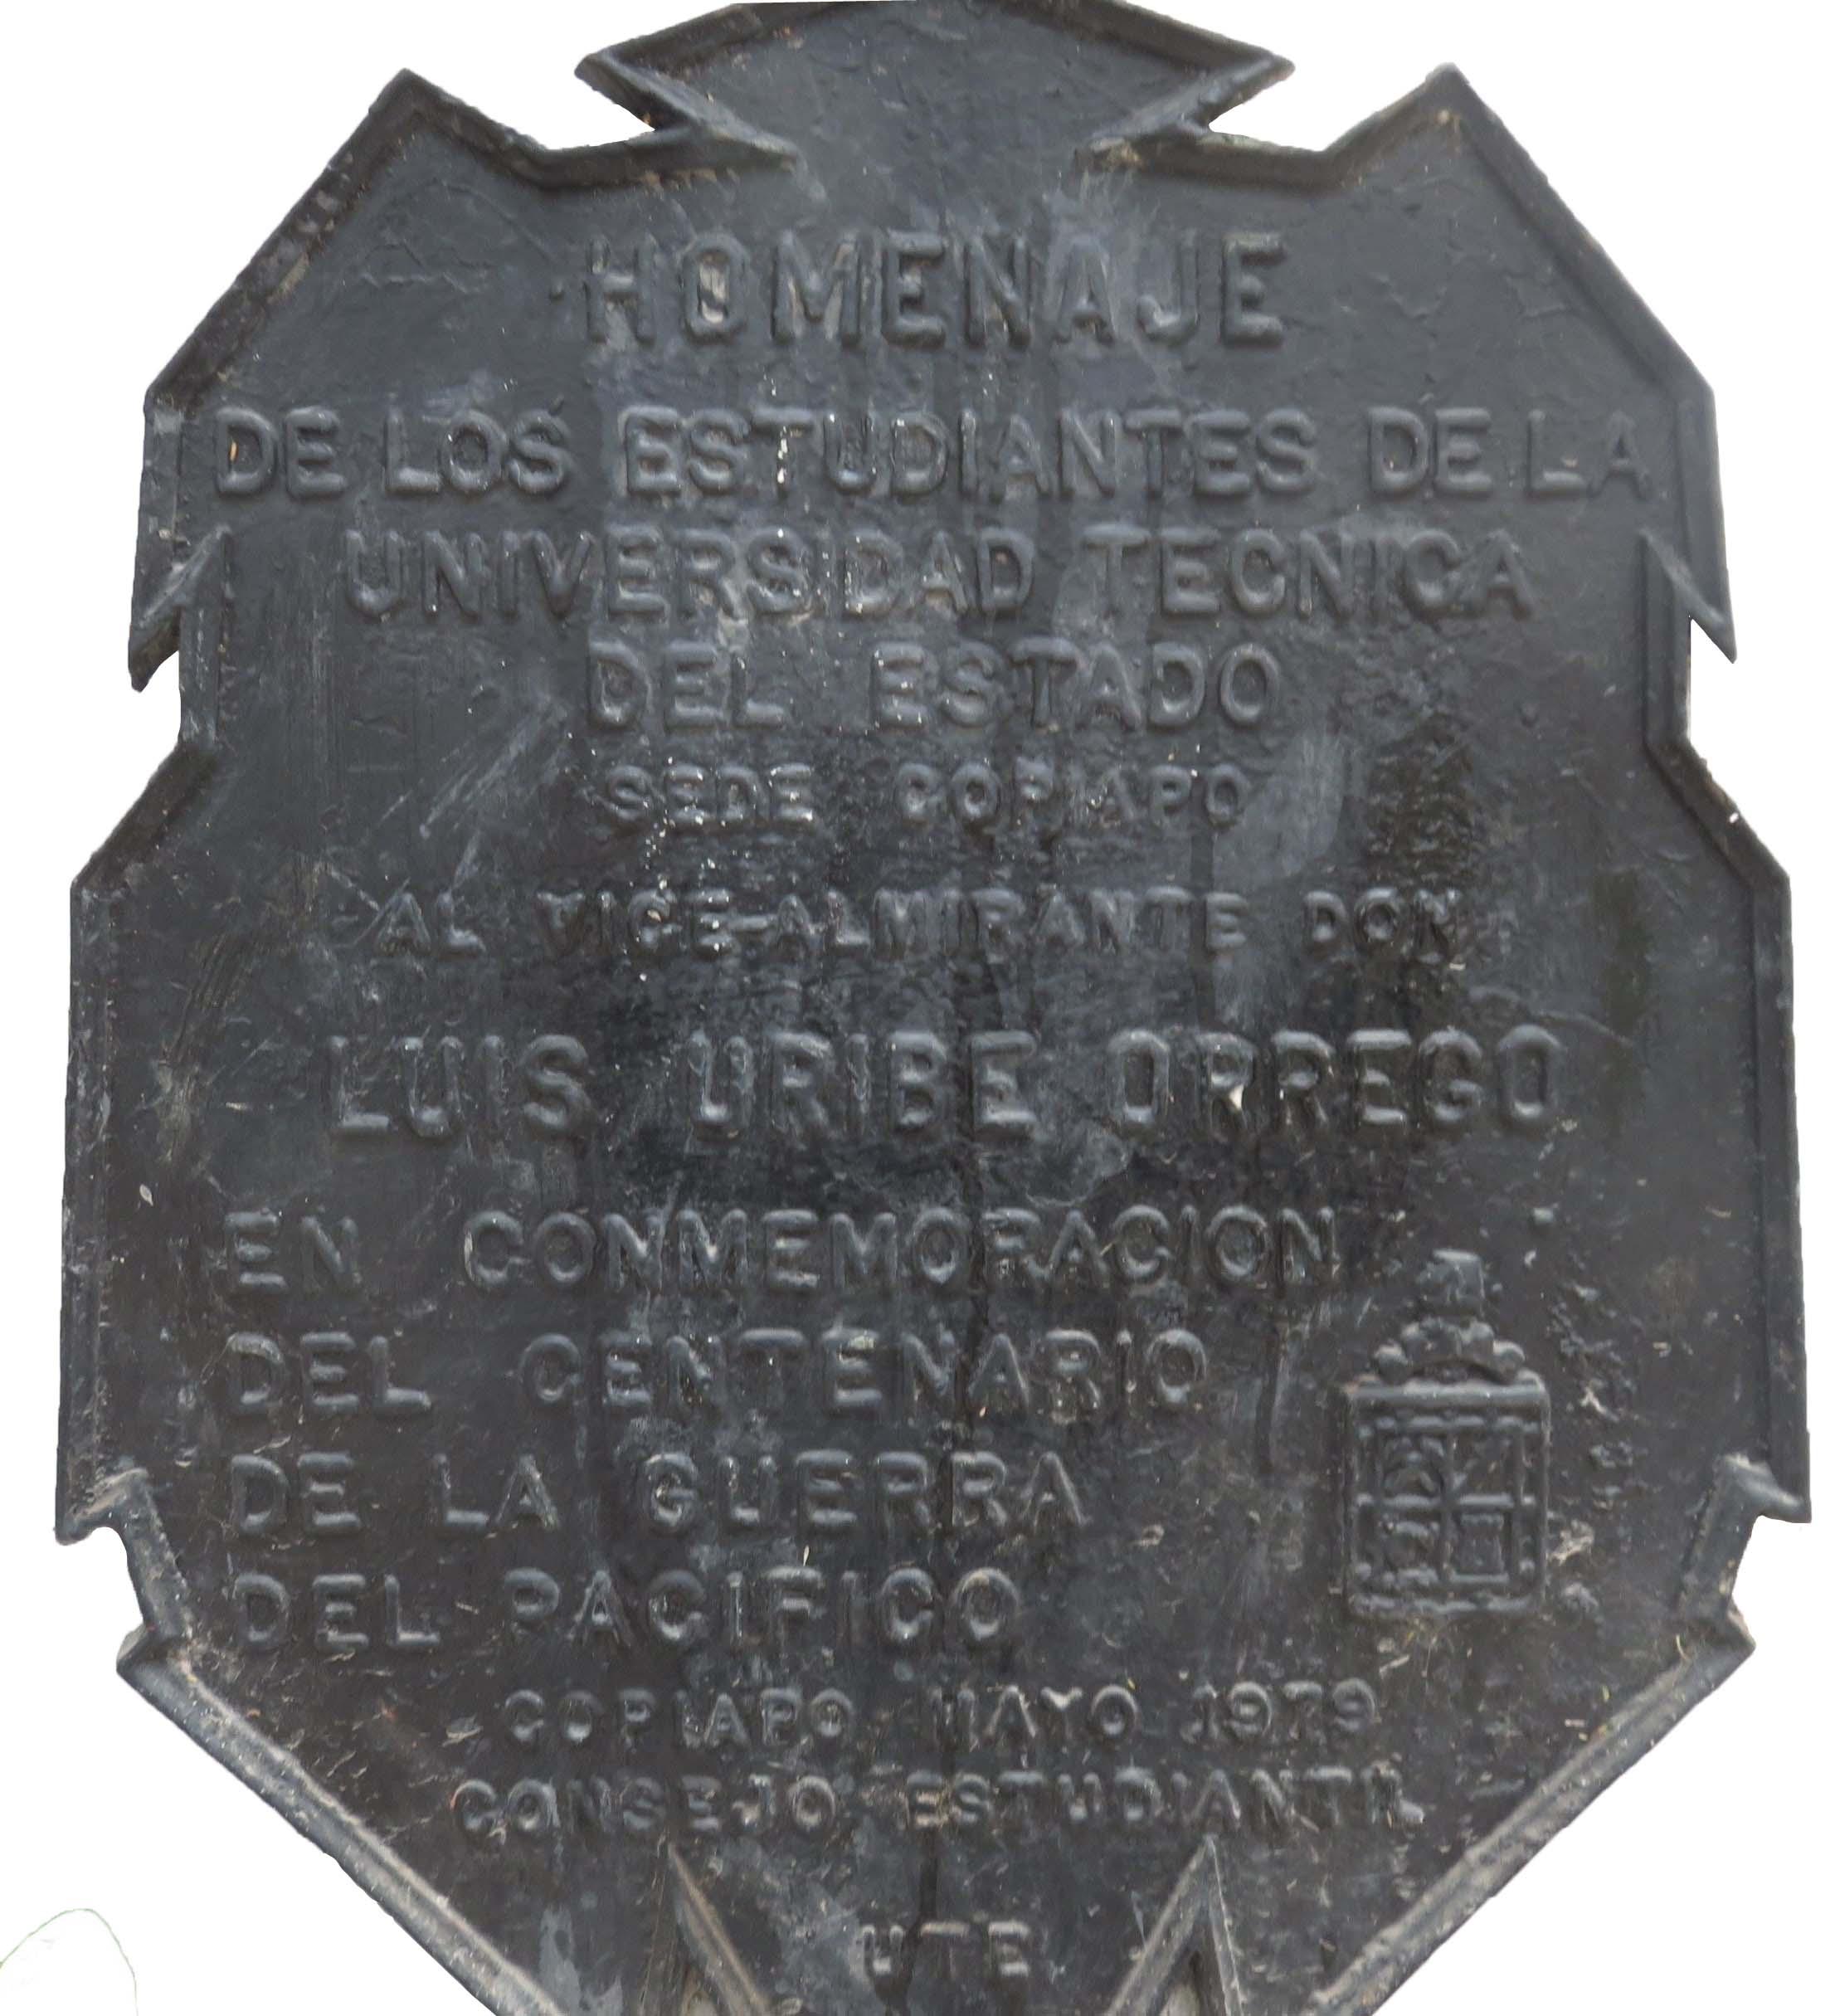 HOMENAJE
DE LOS ESTUDIANTES DE LA
UNIVERSIDAD TECNICA
DEL ESTADO
SEDE COPIAPO
AL VICE-ALMIRANTE DON
LUIS URIBE ORREGO
EN CONMEMORACION
DEL CENTENARIO
DE LA GUERRA
DEL PACIFICO
COPIAPO MAYO 1979
CONSEJO ESTUDIANTIL
UTE